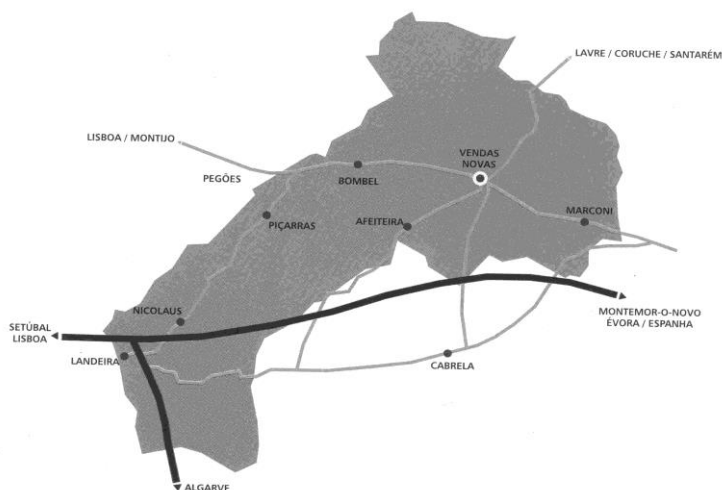 LAVRE / CORUCHE / SANTARÉM
LISBOA / MONTIJO
VENDAS
NOVAS
PEGÕES
BOMBEL
MARCONI
AFEITEIRA
PIÇARRAS
NICOLAUS
MONTEMOR-O-NOVO
ÉVORA / ESPANHA
SETÚBAL
LISBOA
LANDEIRA
CABRELA
ALGARVE